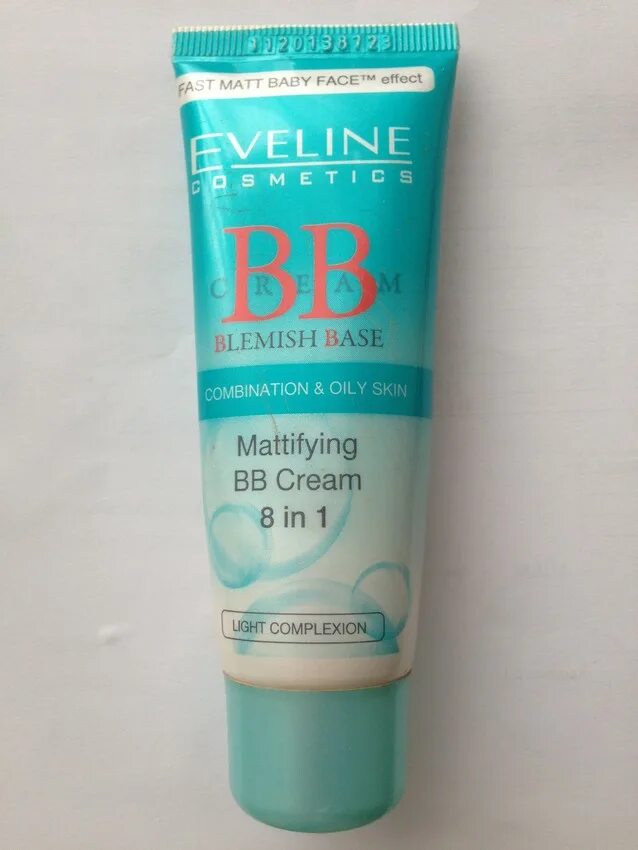 1120138723
FAST MATT BABY FACE™ effect
EVELINE
COSMETICS
BB
CREAM
BLEMISH BASE
COMBINATION & OILY SKIN
Mattifying
BB Cream
8 in 1
LIGHT COMPLEXION